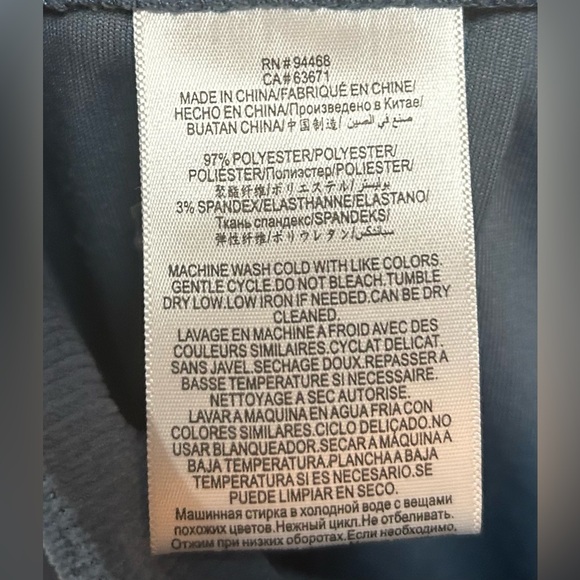 RN # 94468
CA # 63671
MADE IN CHINA/FABRIQUÉ EN CHINE/
HECHO EN CHINA/Произведено в Китае/
BUATAN CHINA/中国制造/ صنع في الصين
97% POLYESTER/POLYESTER/
POLIÉSTER/Полиэстер/POLIESTER/
聚酯纤维/ポリエステル/ بوليستر/
3% SPANDEX/ELASTHANNE/ELASTANO/
Ткань спандекс/SPANDEKS/
弹性纤维/ポリウレタン/ سباندكس/
MACHINE WASH COLD WITH LIKE COLORS.
GENTLE CYCLE.DO NOT BLEACH.TUMBLE
DRY LOW.LOW IRON IF NEEDED.CAN BE DRY
CLEANED.
LAVAGE EN MACHINE A FROID AVEC DES
COULEURS SIMILAIRES.CYCLAT DELICAT.
SANS JAVEL.SECHAGE DOUX.REPASSER A
BASSE TEMPERATURE SI NECESSAIRE.
NETTOYAGE A SEC AUTORISE.
LAVAR A MAQUINA EN AGUA FRIA CON
COLORES SIMILARES.CICLO DELICADO.NO
USAR BLANQUEADOR.SECAR A MÁQUINA A
BAJA TEMPERATURA.PLANCHA A BAJA
TEMPERATURA SI ES NECESARIO.SE
PUEDE LIMPIAR EN SECO.
Машинная стирка в холодной воде с вещами
похожих цветов.Нежный цикл.Не отбеливать.
Отжим при низких оборотах.Если необходимо,